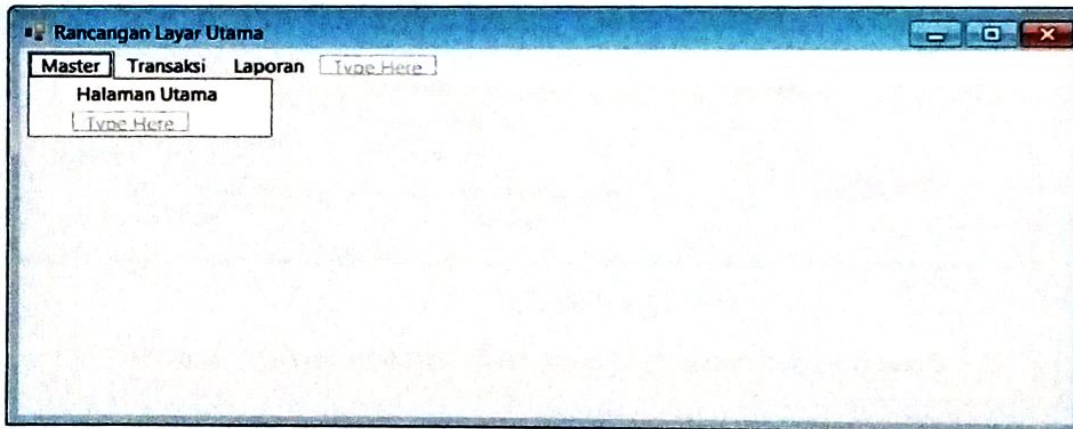 Rancangan Layar Utama
Master Transaksi Laporan Type Here
Halaman Utama
Type Here